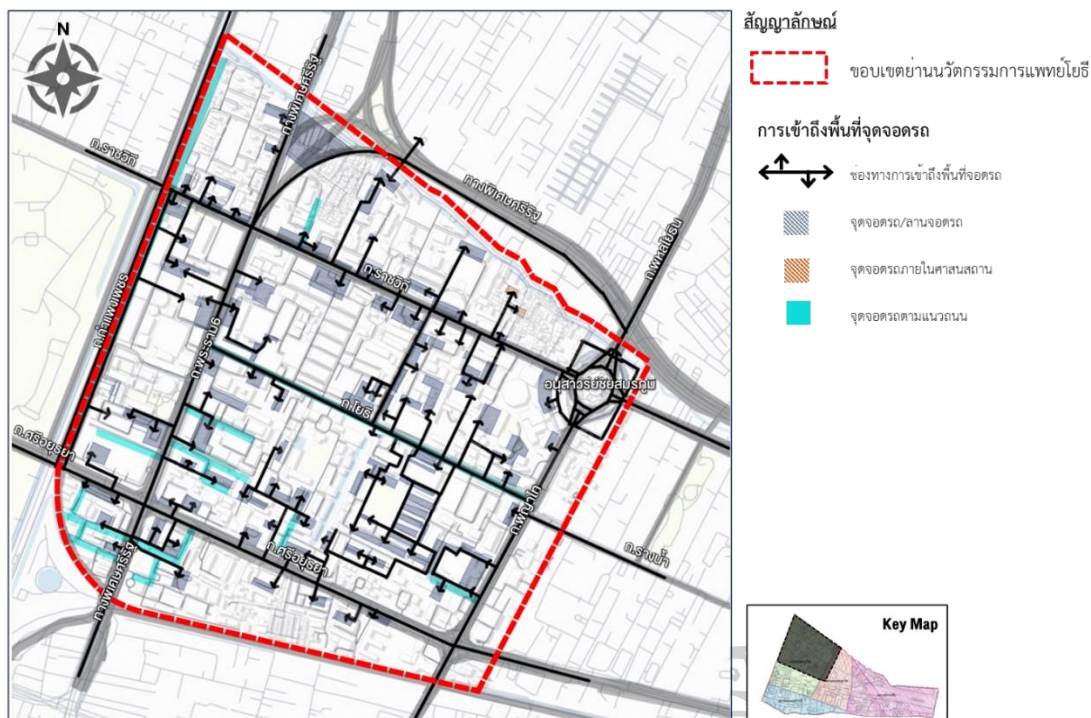 สัญญาลักษณ์
ขอบเขตย่านนวัตกรรมการแพทย์โยธี
การเข้าถึงพื้นที่จุดจอดรถ
ช่องทางการเข้าถึงพื้นที่จอดรถ
จุดจอดรถ/ลานจอดรถ
จุดจอดรถภายในศาสนสถาน
จุดจอดรถตามแนวถนน
N
ทางพิเศษศรีรัช
ถ.ราชวิถี
ทางพิเศษศรีรัช
ถ.พหลโยธิน
ถ.ราชวิถี
ถ.กำแพงเพชร
ถ.พระราม6
อนุสาวรีย์ชัยสมรภูมิ
ถ.โยธี
ถ.ศรีอยุธยา
ถ.พญาไท
ถ.รางน้ำ
ถ.ศรีอยุธยา
ทางพิเศษศรีรัช
Key Map